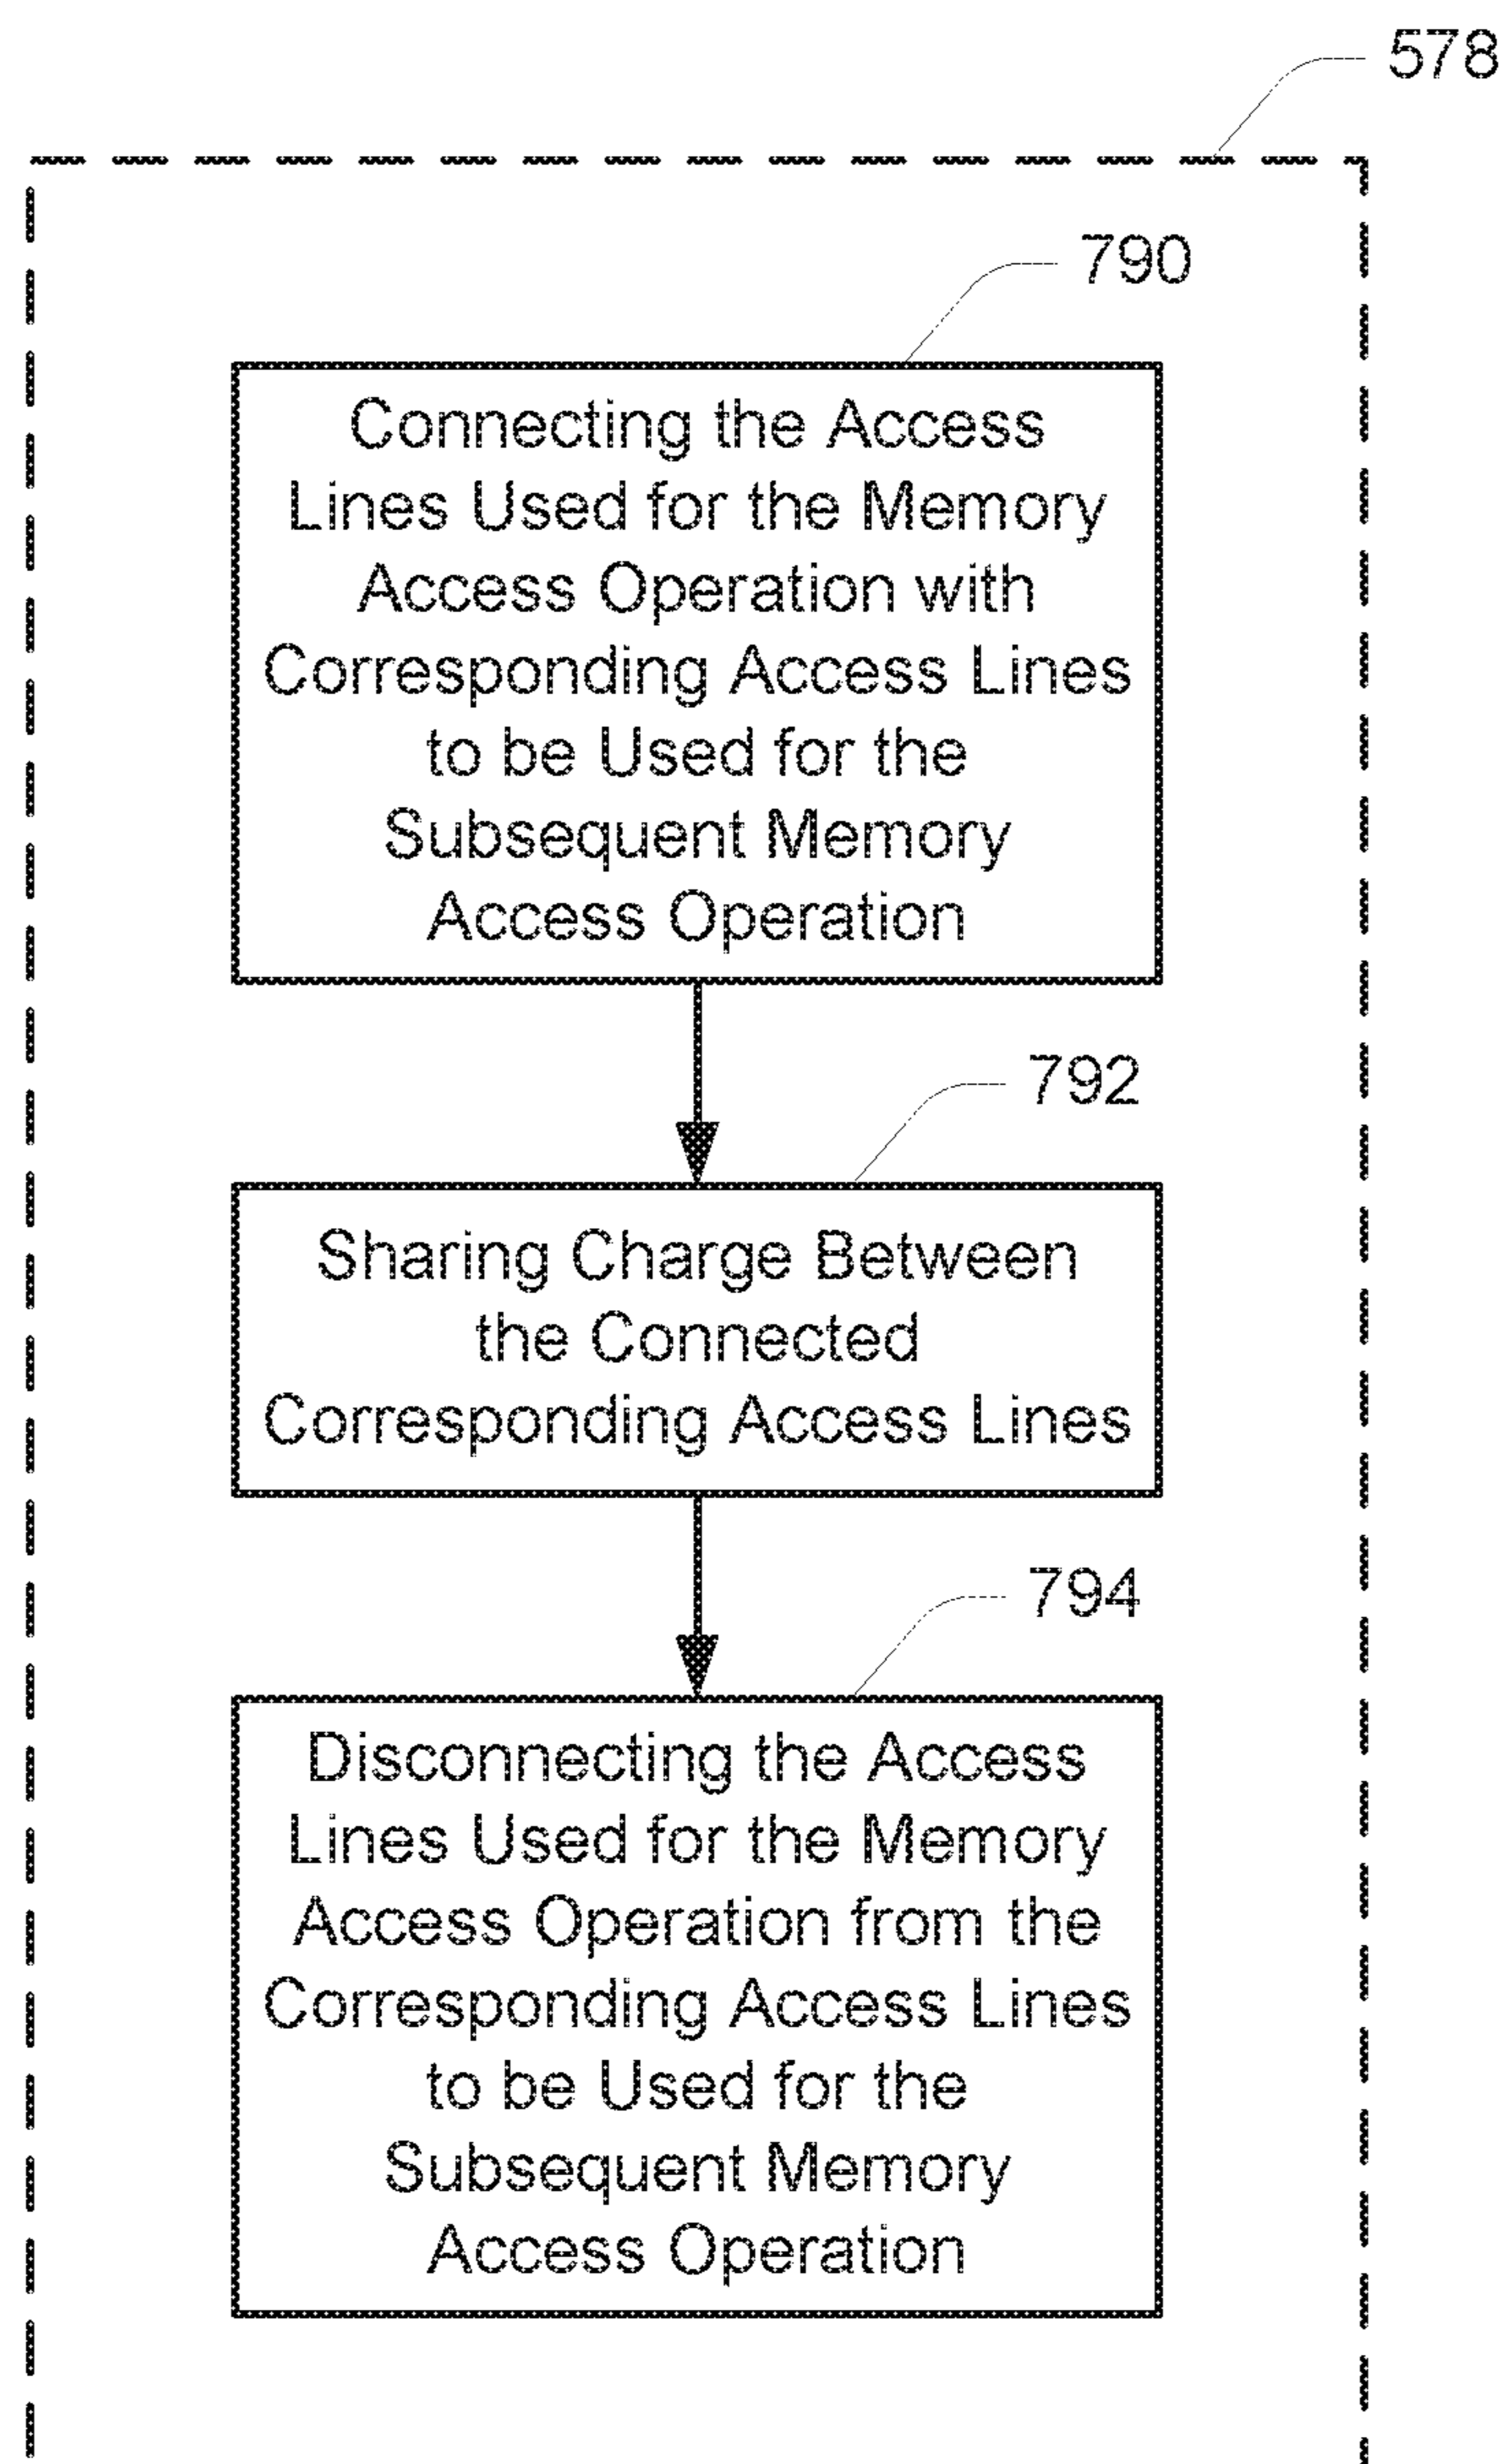 578
790
Connecting the Access
Lines Used for the Memory
Access Operation with
Corresponding Access Lines
to be Used for the
Subsequent Memory
Access Operation
792
Sharing Charge Between
the Connected
Corresponding Access Lines
794
Disconnecting the Access
Lines Used for the Memory
Access Operation from the
Corresponding Access Lines
to be Used for the
Subsequent Memory
Access Operation